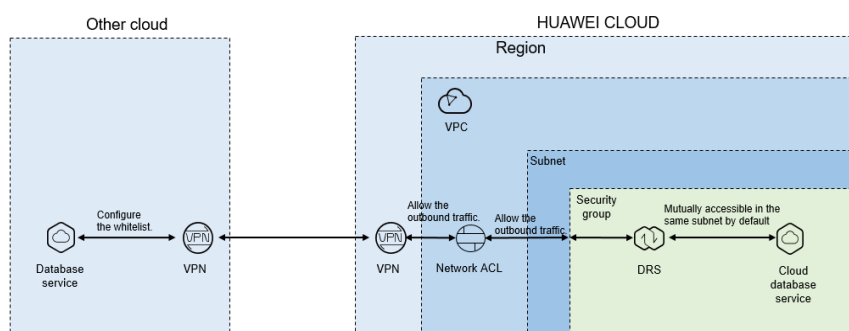 Other cloud
HUAWEI CLOUD
Region
VPC
Subnet
Security
group
Configure
the whitelist.
Allow the
outbound traffic.
Allow the
outbound traffic.
Mutually accessible in the
same subnet by default
VPN
VPN
Database
service
VPN
VPN
Network ACL
DRS
Cloud
database
service